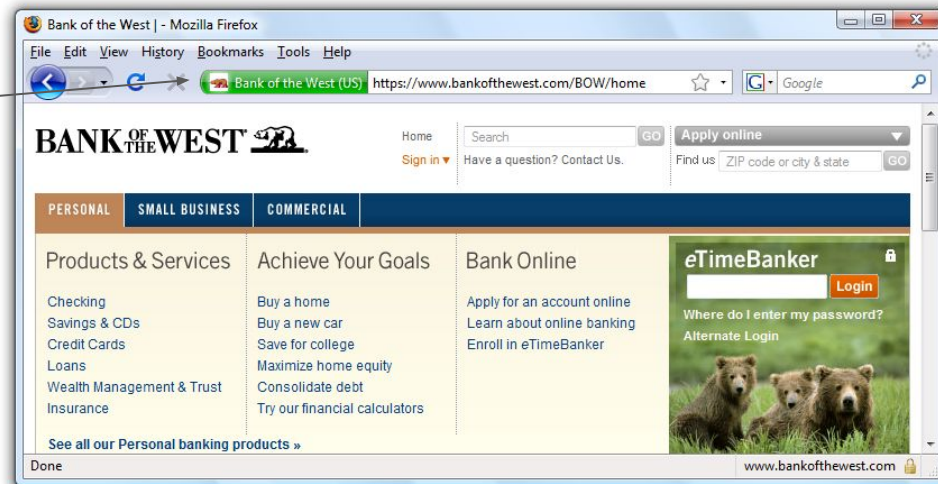 Bank of the West | - Mozilla Firefox
File Edit View History Bookmarks Tools Help
Bank of the West (US) https://www.bankofthewest.com/BOW/home G Google
BANK OF THE WEST
Home
Sign in
Search GO
Have a question? Contact Us.
Apply online
Find us ZIP code or city & state GO
PERSONAL SMALL BUSINESS COMMERCIAL
Products & Services
Checking
Savings & CDs
Credit Cards
Loans
Wealth Management & Trust
Insurance
See all our Personal banking products »
Achieve Your Goals
Buy a home
Buy a new car
Save for college
Maximize home equity
Consolidate debt
Try our financial calculators
Bank Online
Apply for an account online
Learn about online banking
Enroll in eTimeBanker
eTimeBanker
Login
Where do I enter my password?
Alternate Login
Done www.bankofthewest.com